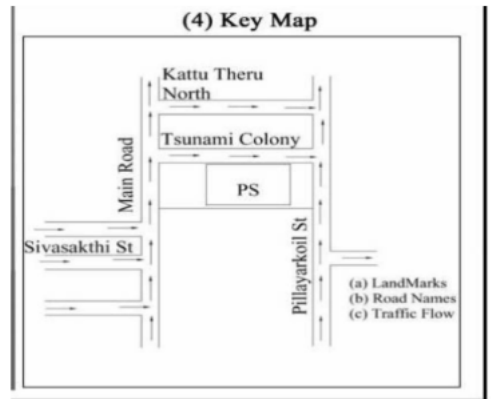 (4) Key Map
Kattu Theru
North
Tsunami Colony
Main Road
PS
Sivasakthi St
Pillayarkoil St
(a) LandMarks
(b) Road Names
(c) Traffic Flow